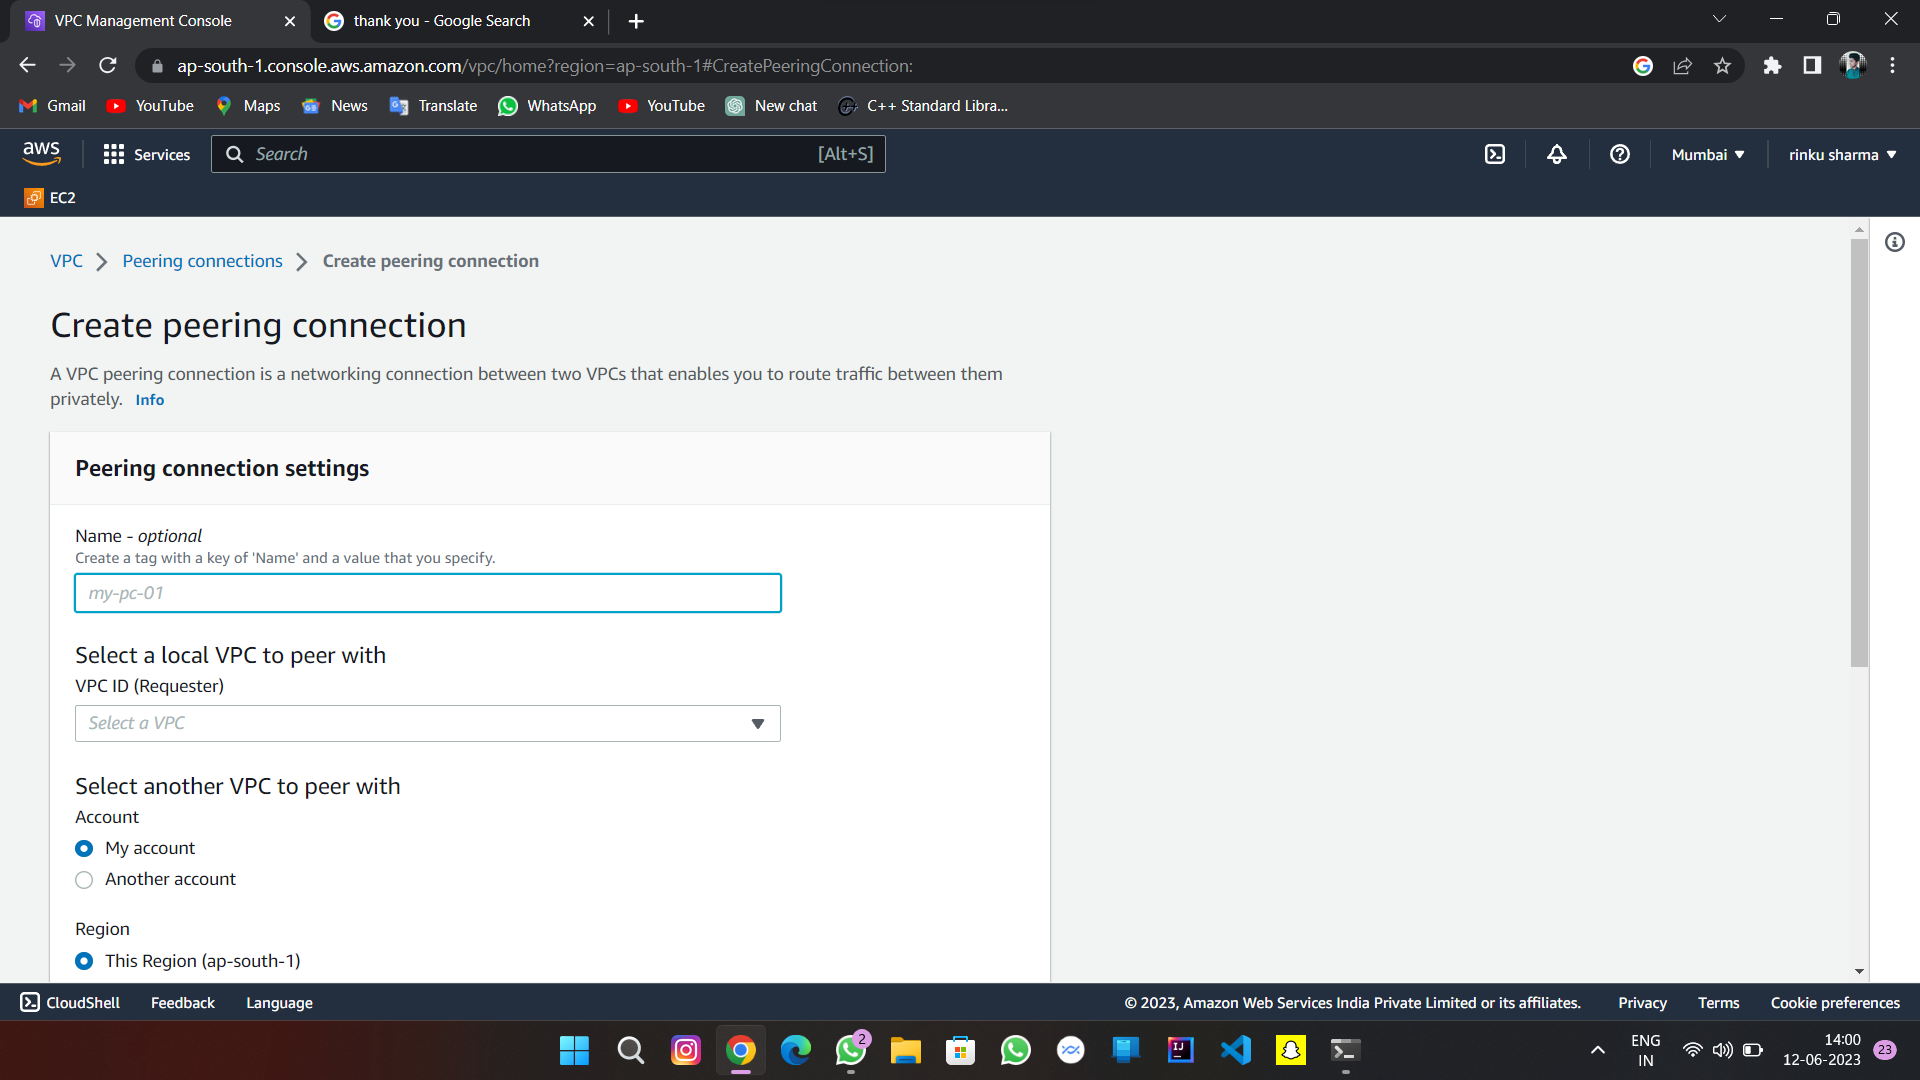 VPC Management Console
thank you - Google Search
ap-south-1.console.aws.amazon.com/vpc/home?region=ap-south-1#CreatePeeringConnection:
Gmail YouTube Maps News Translate WhatsApp YouTube New chat C++ Standard Libra...
aws Services Search [Alt+S] Mumbai rinku sharma
EC2
VPC Peering connections Create peering connection
Create peering connection
A VPC peering connection is a networking connection between two VPCs that enables you to route traffic between them
privately. Info
Peering connection settings
Name - optional
Create a tag with a key of 'Name' and a value that you specify.
my-pc-01
Select a local VPC to peer with
VPC ID (Requester)
Select a VPC
Select another VPC to peer with
Account
My account
Another account
Region
This Region (ap-south-1)
CloudShell Feedback Language © 2023, Amazon Web Services India Private Limited or its affiliates. Privacy Terms Cookie preferences
2
IJ
ENG
IN
14:00
12-06-2023
23